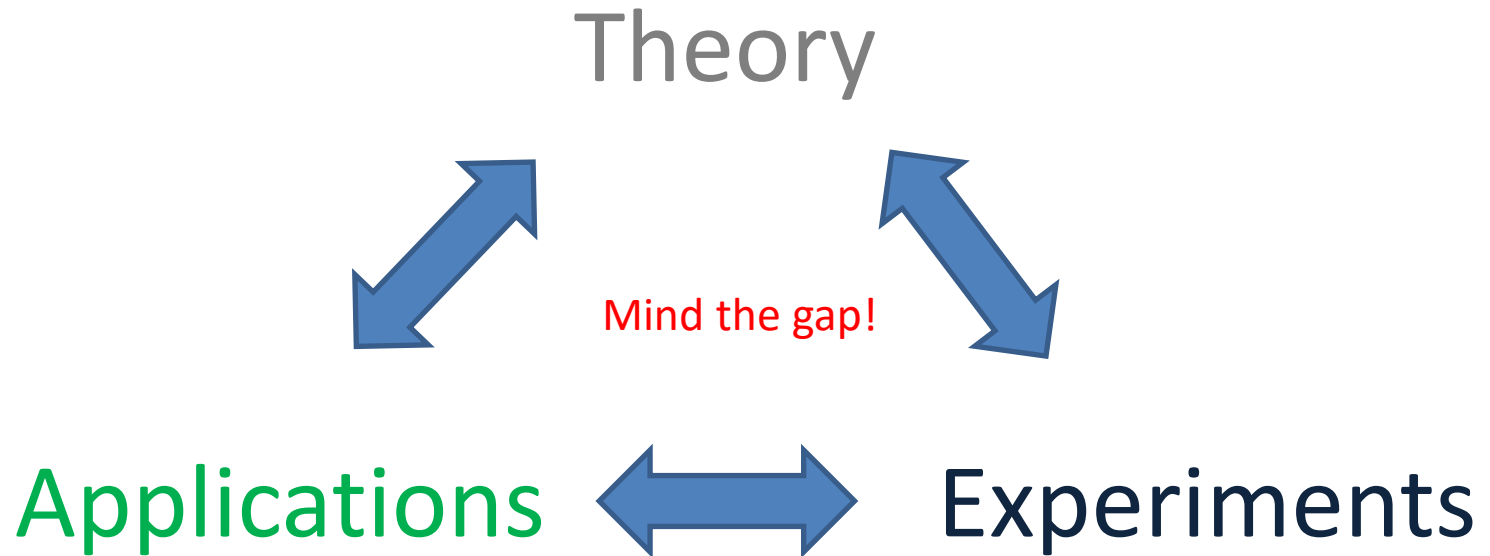 Theory
Mind the gap!
Applications
Experiments